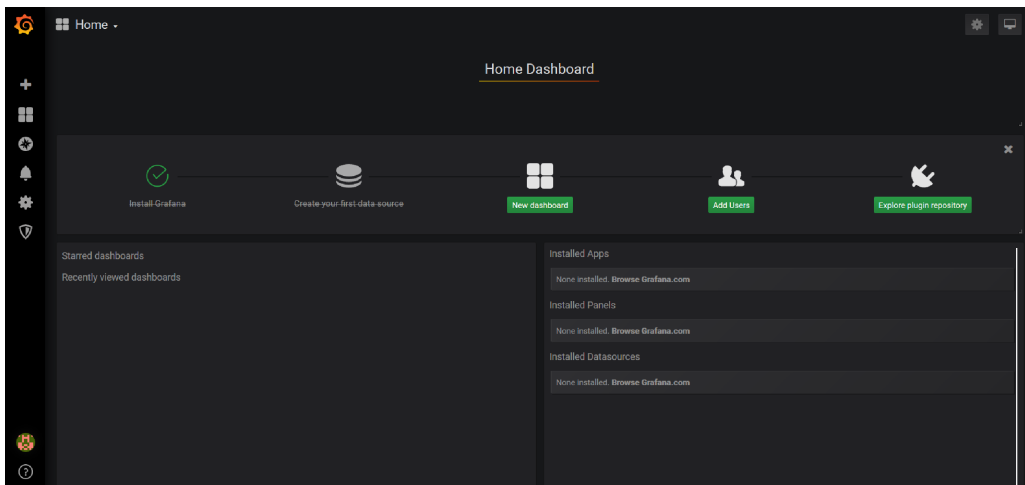 Home
Home Dashboard
Install Grafana
Create your first data source
New dashboard
Add Users
Explore plugin repository
Starred dashboards
Recently viewed dashboards
Installed Apps
None installed. Browse Grafana.com
Installed Panels
None installed. Browse Grafana.com
Installed Datasources
None installed. Browse Grafana.com